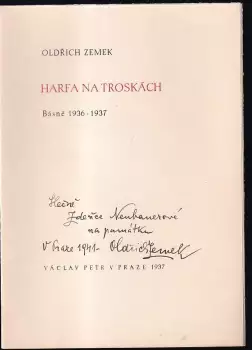 OLDŘICH ZEMEK
HARFA NA TROSKÁCH
Básně 1936-1937
Zdeňce Neubauerové
na památku
V Praze 1941 - Oldřich Zemek
VÁCLAV PETR V PRAZE 1937